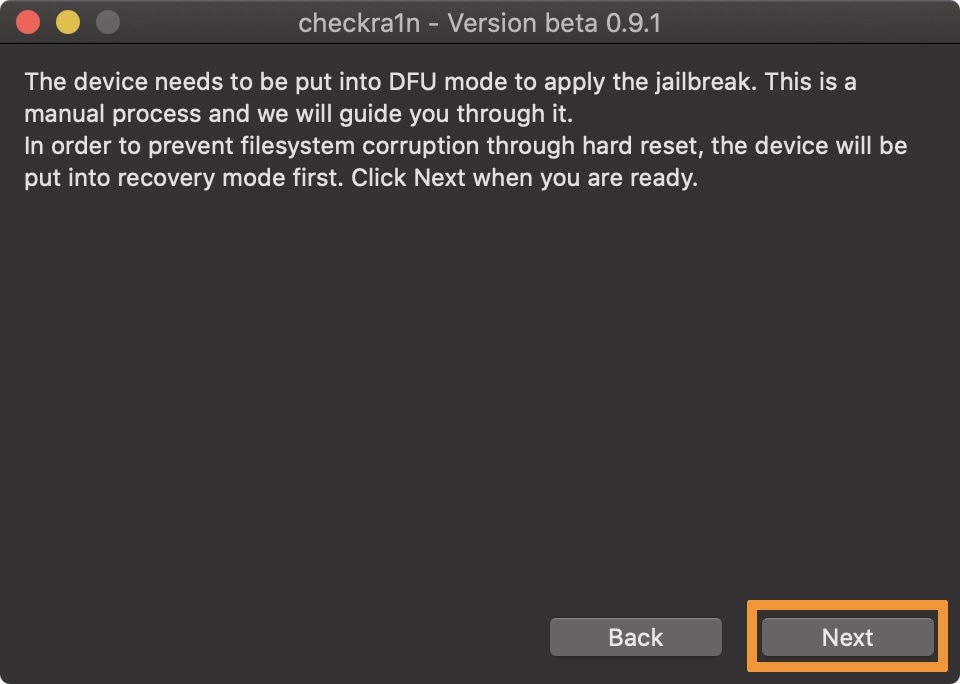 checkra1n - Version beta 0.9.1
The device needs to be put into DFU mode to apply the jailbreak. This is a
manual process and we will guide you through it.
In order to prevent filesystem corruption through hard reset, the device will be
put into recovery mode first. Click Next when you are ready.
Back
Next